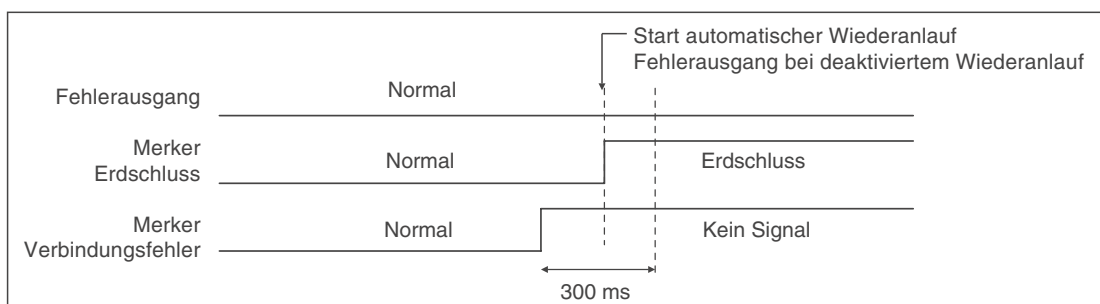 Start automatischer Wiederanlauf
Fehlerausgang bei deaktiviertem Wiederanlauf
Fehlerausgang
Normal
Merker
Erdschluss
Normal
Erdschluss
Merker
Verbindungsfehler
Normal
Kein Signal
300 ms